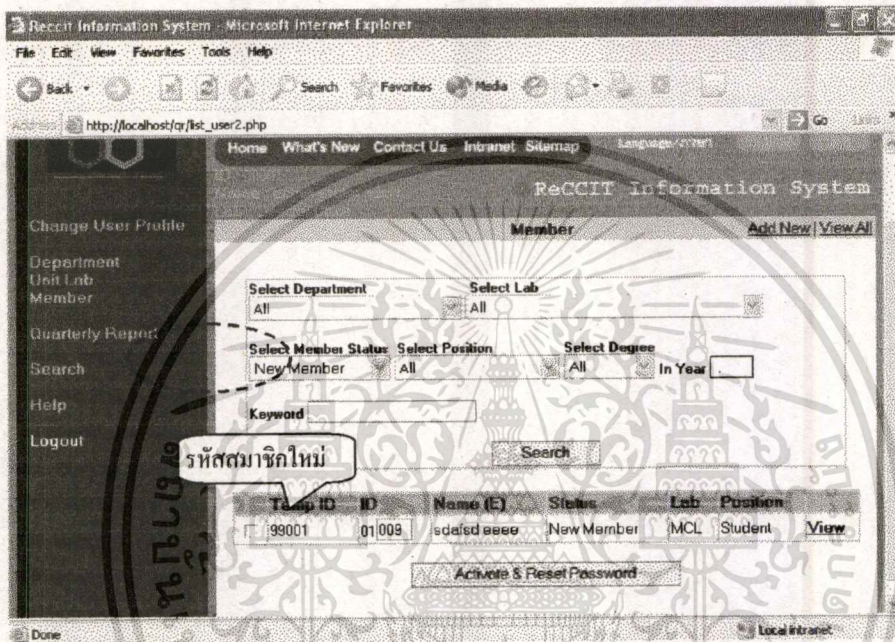 Reccit Information System - Microsoft Internet Explorer
File Edit View Favorites Tools Help
Back Search Favorites Media
http://localhost/qr/list_user2.php Go
Home What's New Contact Us Intranet Sitemap
ReCCIT Information System
Member Add New | View All
Change User Profile
Department
Unit Lab
Member
Quarterly Report
Search
Help
Logout
Select Department Select Lab
All All
Select Member Status Select Position Select Degree
New Member All All In Year
Keyword
Search
รหัสสมาชิกใหม่
Temp ID ID Name (E) Status Lab Position
99001 01 009 sdafsd eeee New Member MCL Student View
Activate & Reset Password
Done Local intranet